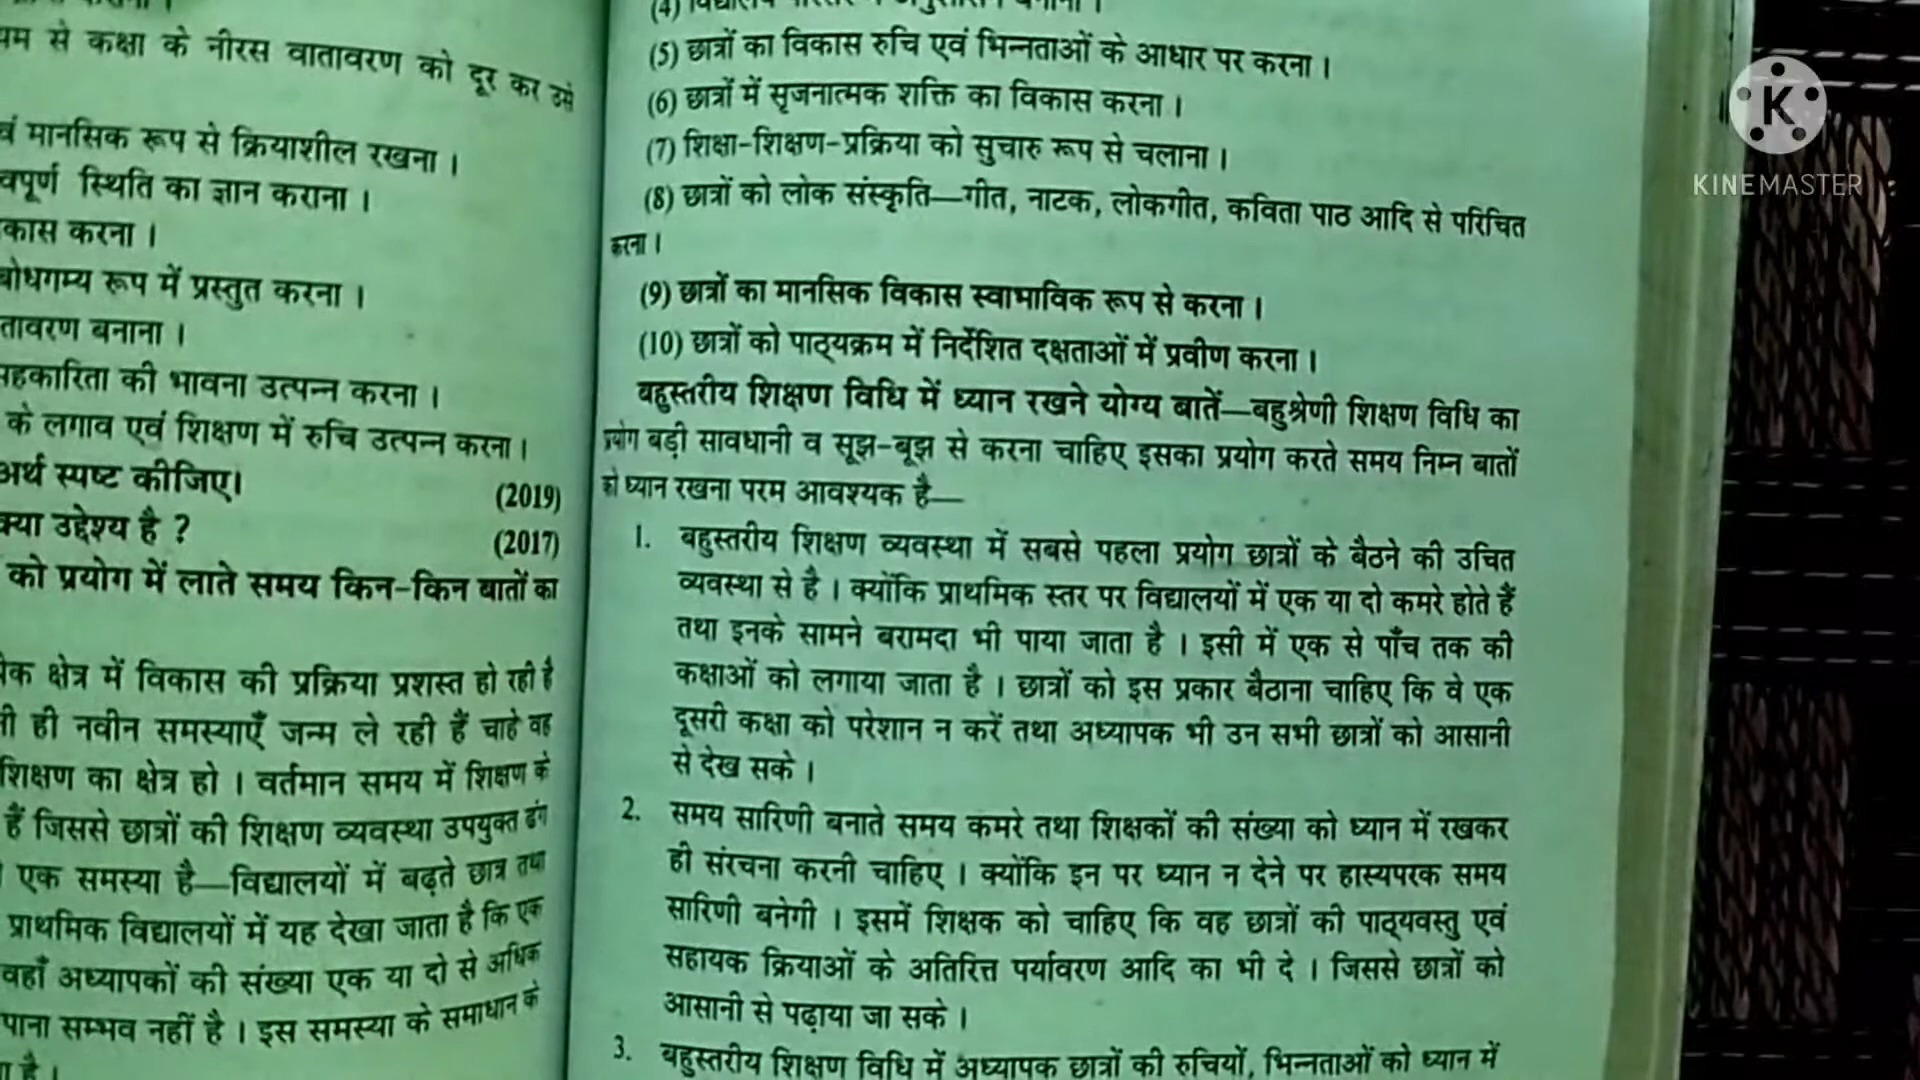 यम से कक्षा के नीरस वातावरण को दूर कर उसे
वं मानसिक रूप से क्रियाशील रखना ।
वपूर्ण स्थिति का ज्ञान कराना ।
कास करना ।
बोधगम्य रूप में प्रस्तुत करना ।
तावरण बनाना ।
सहकारिता की भावना उत्पन्न करना ।
के लगाव एवं शिक्षण में रुचि उत्पन्न करना ।
अर्थ स्पष्ट कीजिए। (2019)
क्या उद्देश्य है ? (2017)
को प्रयोग में लाते समय किन-किन बातों का
क्षेत्र में विकास की प्रक्रिया प्रशस्त हो रही है
ही नवीन समस्याएँ जन्म ले रही हैं चाहे वह
शिक्षण का क्षेत्र हो । वर्तमान समय में शिक्षण के
हैं जिससे छात्रों की शिक्षण व्यवस्था उपयुक्त ढंग
एक समस्या है—विद्यालयों में बढ़ते छात्र तथा
प्राथमिक विद्यालयों में यह देखा जाता है कि एक
वहाँ अध्यापकों की संख्या एक या दो से अधिक
पाना सम्भव नहीं है । इस समस्या के समाधान के
है ।
(5) छात्रों का विकास रुचि एवं भिन्नताओं के आधार पर करना ।
(6) छात्रों में सृजनात्मक शक्ति का विकास करना ।
(7) शिक्षा-शिक्षण-प्रक्रिया को सुचारु रूप से चलाना ।
(8) छात्रों को लोक संस्कृति—गीत, नाटक, लोकगीत, कविता पाठ आदि से परिचित
करना ।
(9) छात्रों का मानसिक विकास स्वाभाविक रूप से करना ।
(10) छात्रों को पाठ्यक्रम में निर्देशित दक्षताओं में प्रवीण करना ।
बहुस्तरीय शिक्षण विधि में ध्यान रखने योग्य बातें—बहुश्रेणी शिक्षण विधि का
प्रयोग बड़ी सावधानी व सूझ-बूझ से करना चाहिए इसका प्रयोग करते समय निम्न बातों
को ध्यान रखना परम आवश्यक है—
1. बहुस्तरीय शिक्षण व्यवस्था में सबसे पहला प्रयोग छात्रों के बैठने की उचित
व्यवस्था से है । क्योंकि प्राथमिक स्तर पर विद्यालयों में एक या दो कमरे होते हैं
तथा इनके सामने बरामदा भी पाया जाता है । इसी में एक से पाँच तक की
कक्षाओं को लगाया जाता है । छात्रों को इस प्रकार बैठाना चाहिए कि वे एक
दूसरी कक्षा को परेशान न करें तथा अध्यापक भी उन सभी छात्रों को आसानी
से देख सके ।
2. समय सारिणी बनाते समय कमरे तथा शिक्षकों की संख्या को ध्यान में रखकर
ही संरचना करनी चाहिए । क्योंकि इन पर ध्यान न देने पर हास्यपरक समय
सारिणी बनेगी । इसमें शिक्षक को चाहिए कि वह छात्रों की पाठ्यवस्तु एवं
सहायक क्रियाओं के अतिरित्त पर्यावरण आदि का भी दे । जिससे छात्रों को
आसानी से पढ़ाया जा सके ।
3. बहुस्तरीय शिक्षण विधि में अध्यापक छात्रों की रुचियों, भिन्नताओं को ध्यान में
K
KINEMASTER